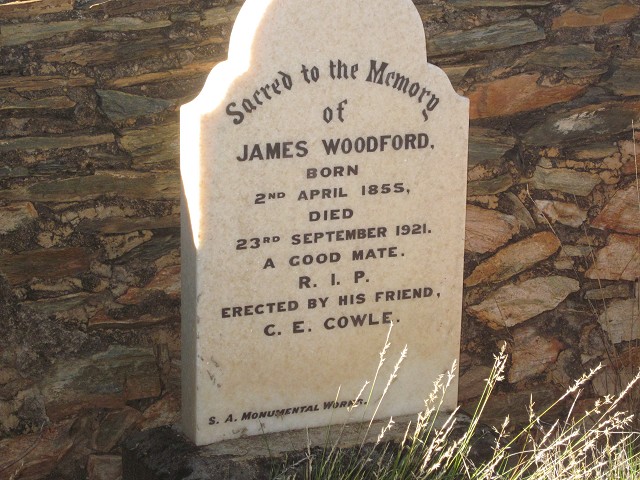 Sacred to the Memory
of
JAMES WOODFORD.
BORN
2ND APRIL 1855,
DIED
23RD SEPTEMBER 1921.
A GOOD MATE.
R. I. P.
ERECTED BY HIS FRIEND,
C. E. COWLE.
S. A. MONUMENTAL WORKS.